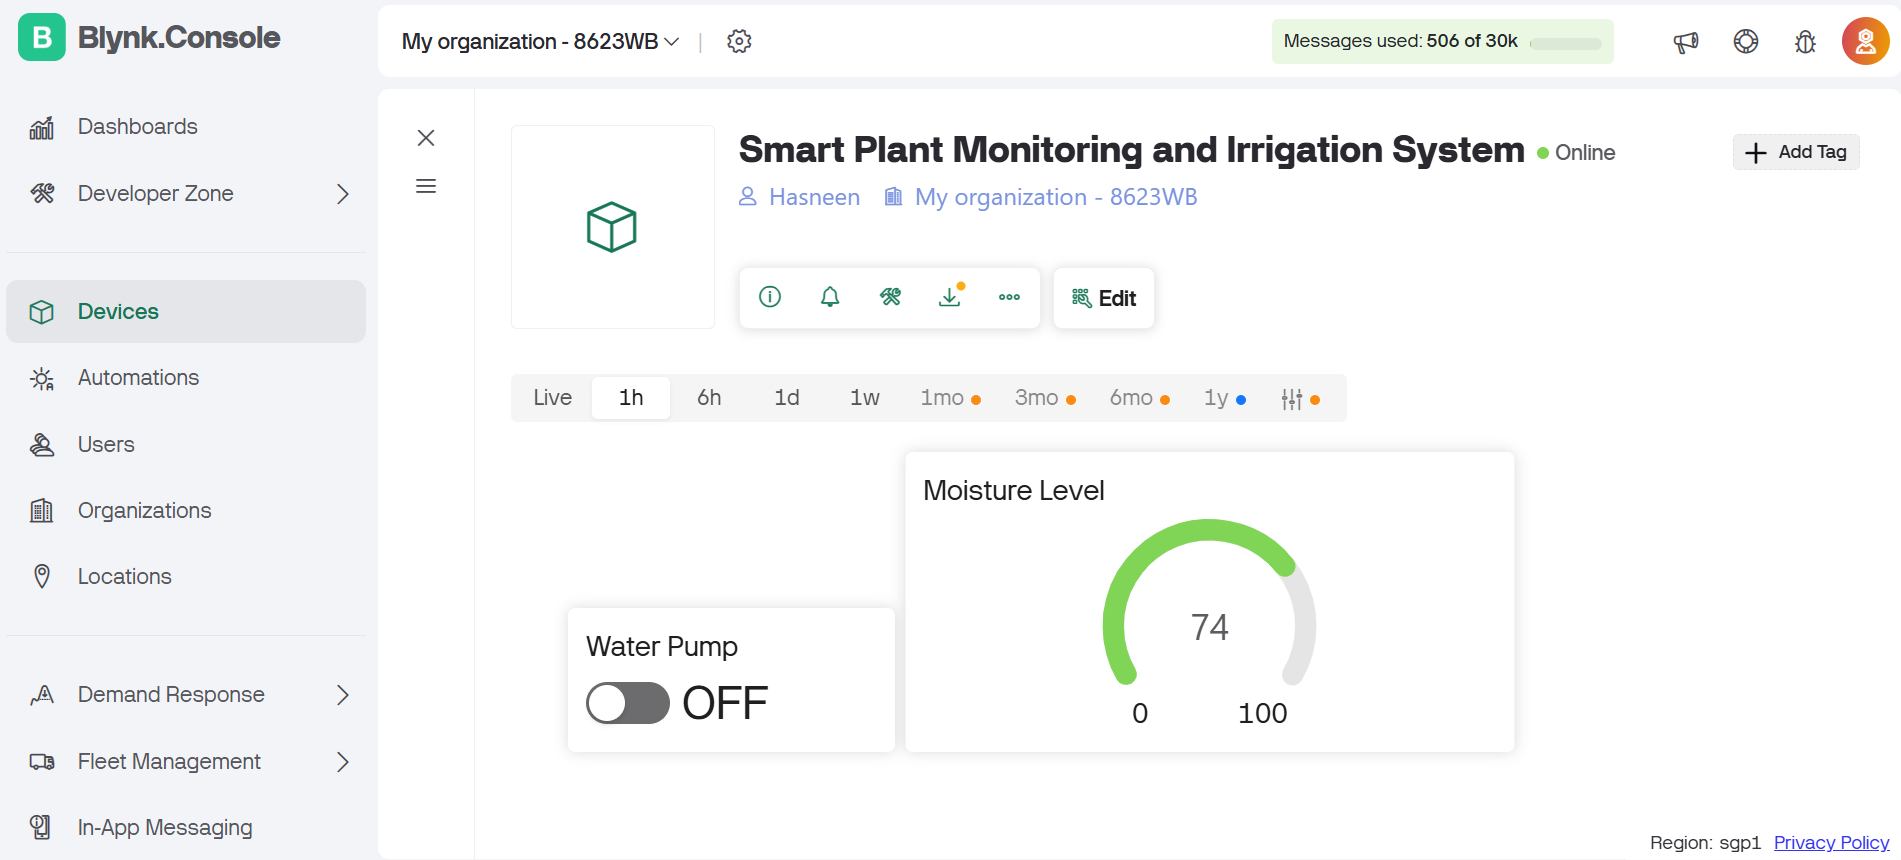 B Blynk.Console
My organization - 8623WB |
Messages used: 506 of 30k
Dashboards
Developer Zone
Devices
Automations
Users
Organizations
Locations
Demand Response
Fleet Management
In-App Messaging
Smart Plant Monitoring and Irrigation System Online
Add Tag
Hasneen My organization - 8623WB
Edit
Live 1h 6h 1d 1w 1mo 3mo 6mo 1y
Water Pump
OFF
Moisture Level
74
0 100
Region: sgp1 Privacy Policy